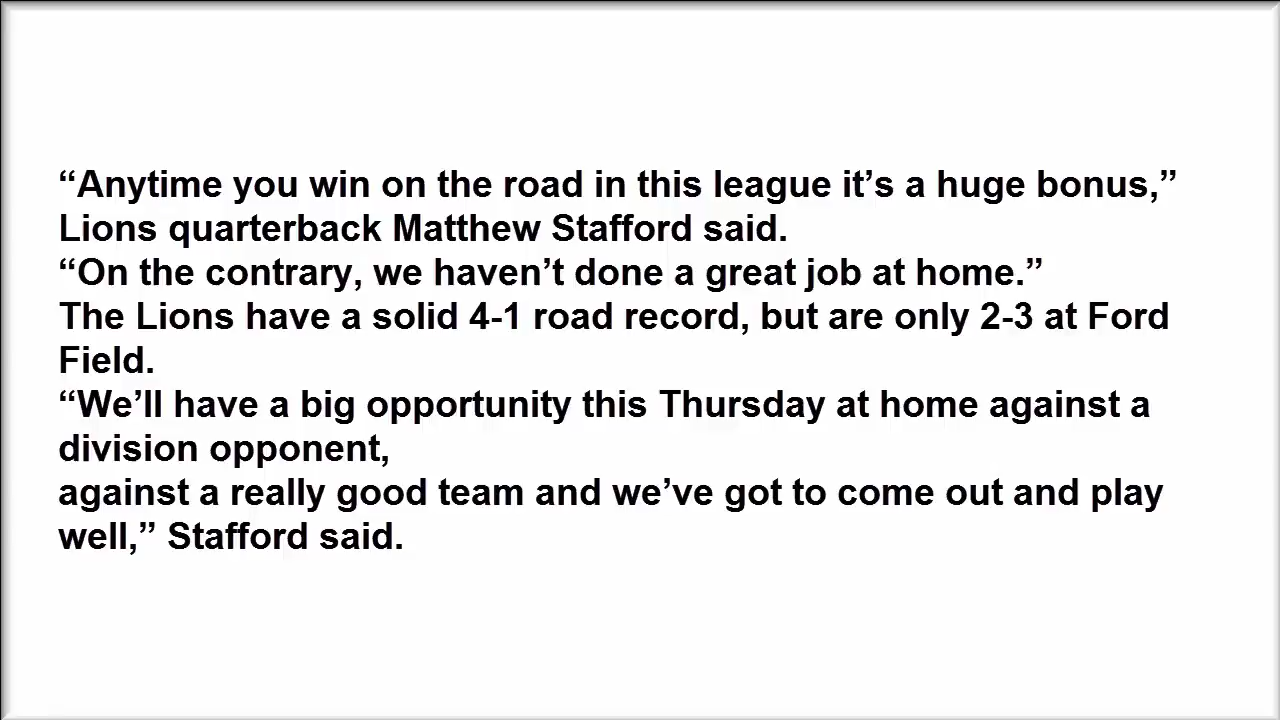 “Anytime you win on the road in this league it’s a huge bonus,”
Lions quarterback Matthew Stafford said.
“On the contrary, we haven’t done a great job at home.”
The Lions have a solid 4-1 road record, but are only 2-3 at Ford
Field.
“We’ll have a big opportunity this Thursday at home against a
division opponent,
against a really good team and we’ve got to come out and play
well,” Stafford said.